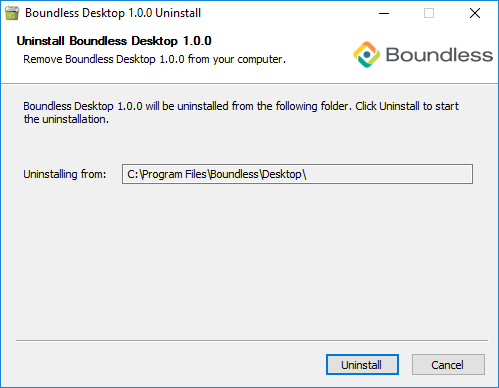 Boundless Desktop 1.0.0 Uninstall
Uninstall Boundless Desktop 1.0.0
Remove Boundless Desktop 1.0.0 from your computer.
Boundless
Boundless Desktop 1.0.0 will be uninstalled from the following folder. Click Uninstall to start
the uninstallation.
Uninstalling from: C:\Program Files\Boundless\Desktop\
Uninstall Cancel